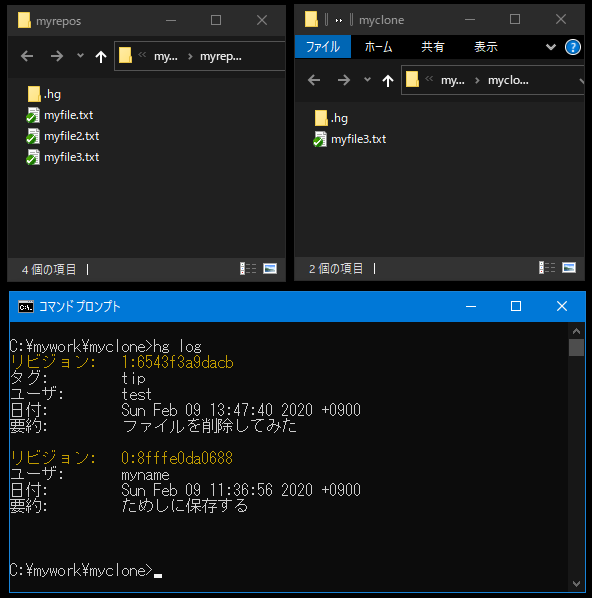 myrepos
my... myrep...
.hg
myfile.txt
myfile2.txt
myfile3.txt
4 個の項目
myclone
ファイル ホーム 共有 表示
my... myclo...
.hg
myfile3.txt
2 個の項目
コマンドプロンプト
C:\mywork\myclone>hg log
リビジョン: 1:6543f3a9dacb
タグ: tip
ユーザ: test
日付: Sun Feb 09 13:47:40 2020 +0900
要約: ファイルを削除してみた
リビジョン: 0:8fffe0da0688
ユーザ: myname
日付: Sun Feb 09 11:36:56 2020 +0900
要約: ためしに保存する
C:\mywork\myclone>